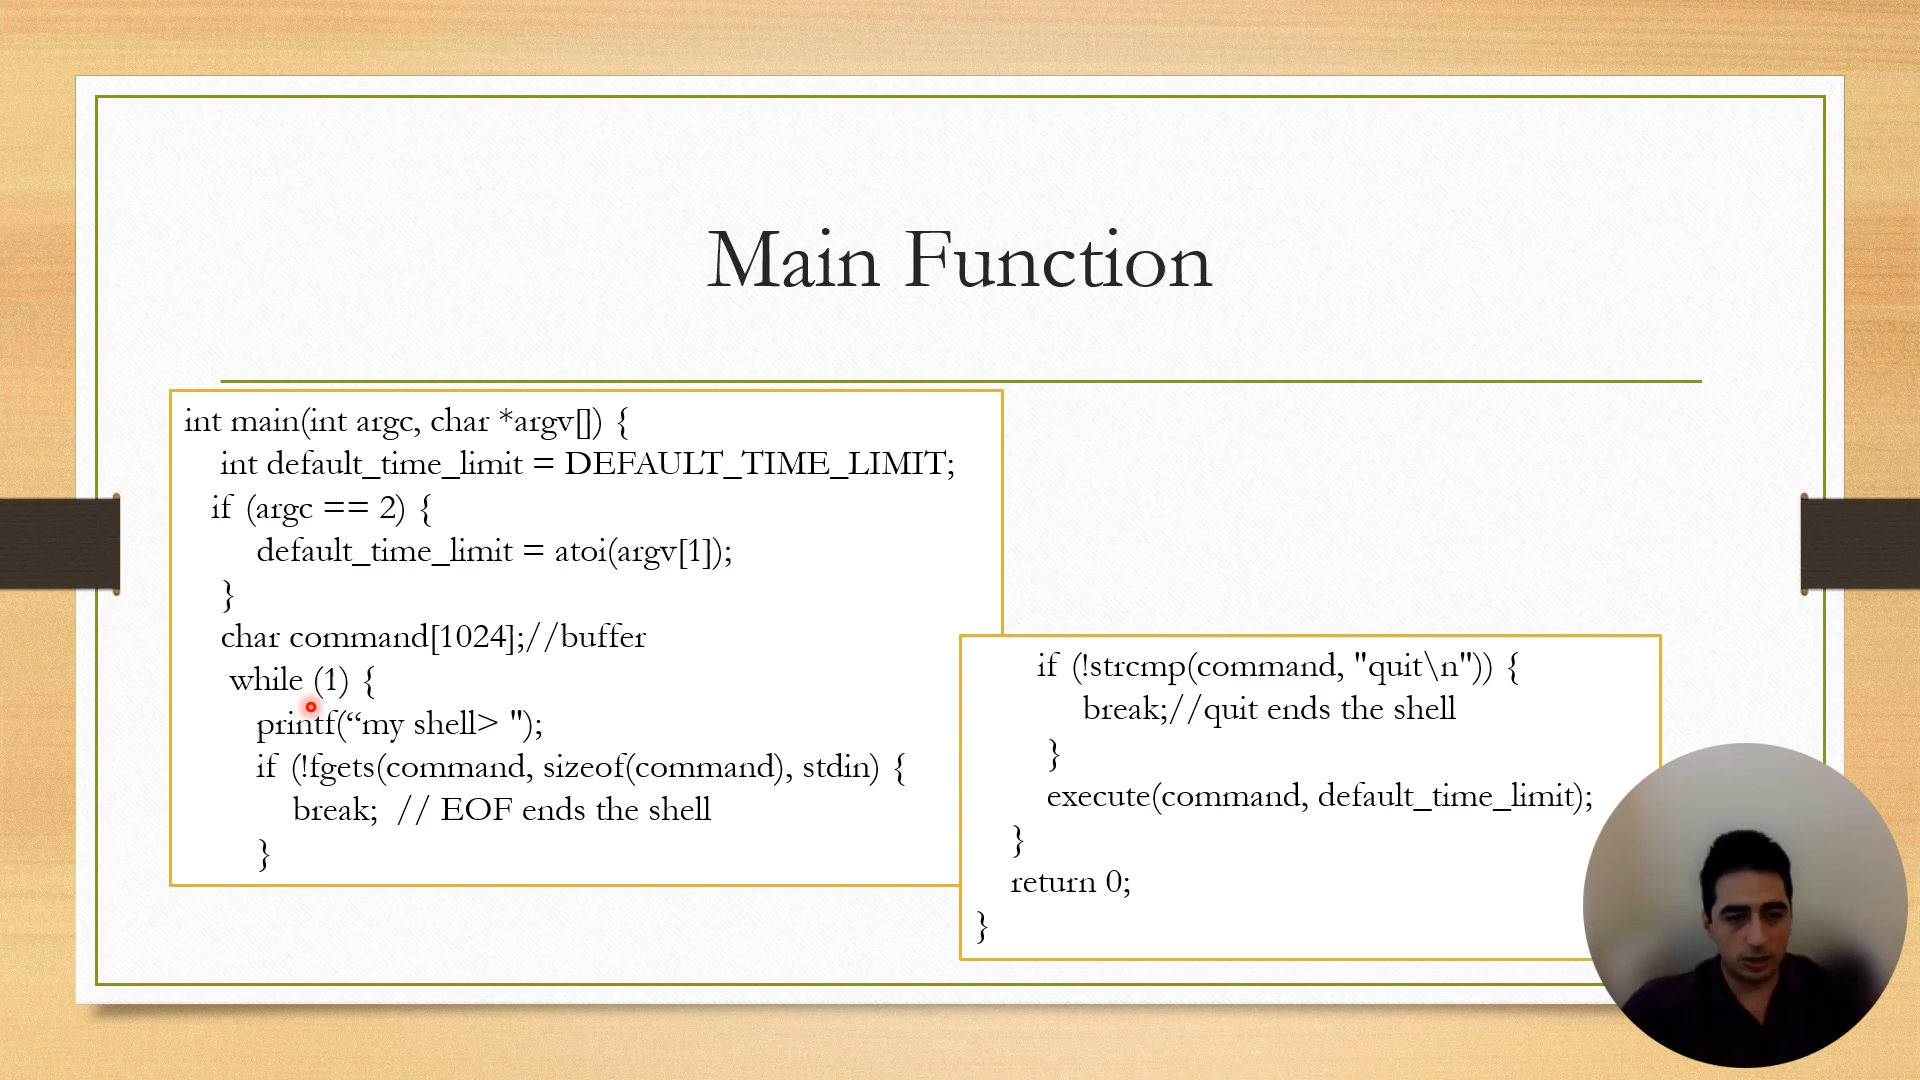 Main Function
int main(int argc, char *argv[]) {
int default_time_limit = DEFAULT_TIME_LIMIT;
if (argc == 2) {
default_time_limit = atoi(argv[1]);
}
char command[1024];//buffer
while (1) {
printf(“my shell> ");
if (!fgets(command, sizeof(command), stdin) {
break;  // EOF ends the shell
}
if (!strcmp(command, "quit\n")) {
break;//quit ends the shell
}
execute(command, default_time_limit);
}
return 0;
}